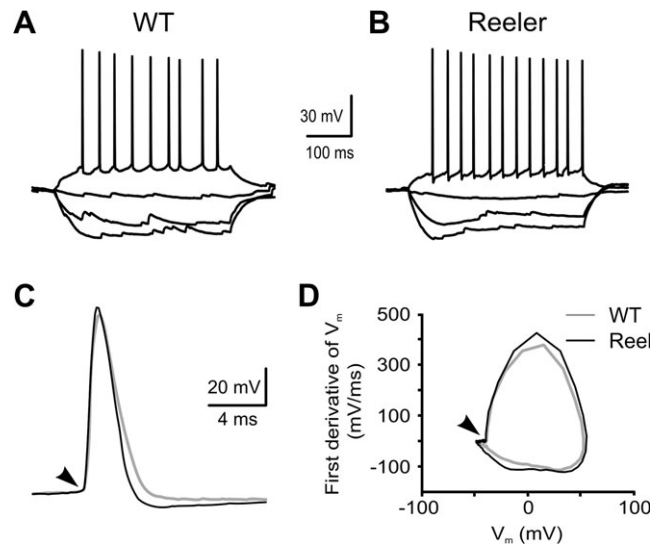 A
WT
B
Reeler
30 mV
100 ms
C
20 mV
4 ms
D
First derivative of Vm
(mV/ms)
500
300
100
-100
-100
0
100
Vm (mV)
WT
Reel